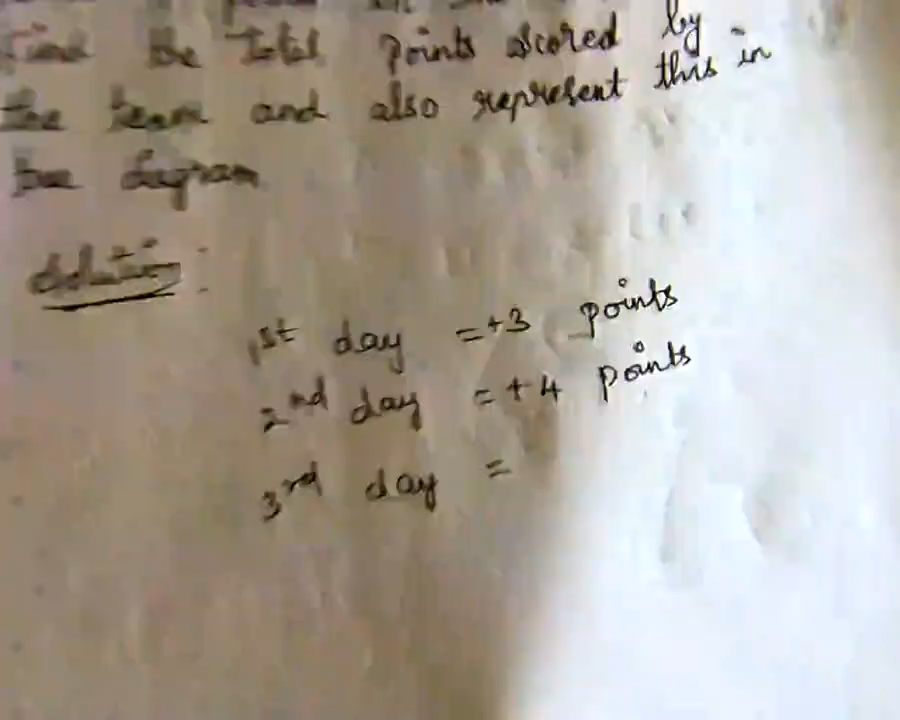 Find the total points scored by
the team and also represent this in
diagram
Solution:
1st day = +3 points
2nd day = + 4 points
3rd day =